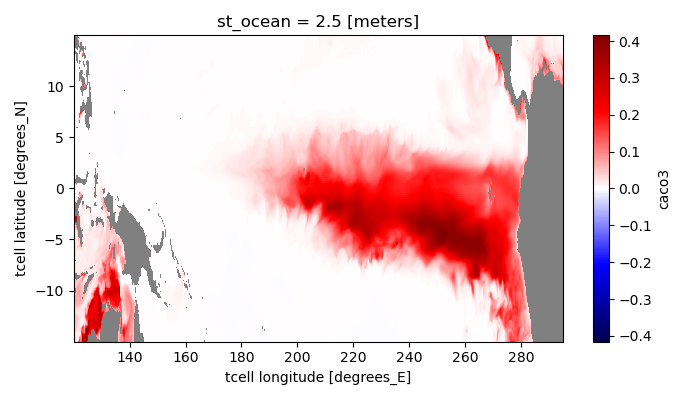 st_ocean = 2.5 [meters]
10
5
0
−5
−10
tcell latitude [degrees_N]
140 160 180 200 220 240 260 280
tcell longitude [degrees_E]
0.4
0.3
0.2
0.1
0.0
−0.1
−0.2
−0.3
−0.4
caco3